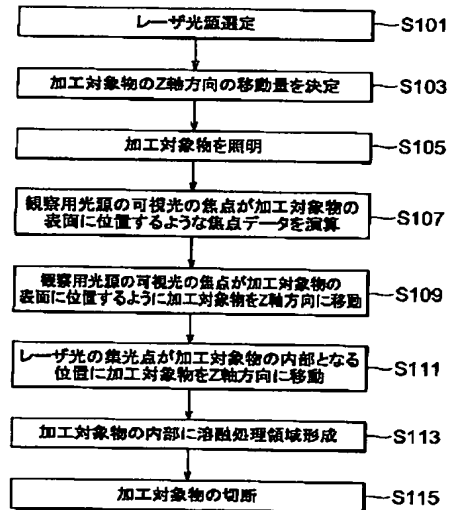 レーザ光源選定 S101
加工対象物のZ軸方向の移動量を決定 S103
加工対象物を照明 S105
観察用光源の可視光の焦点が加工対象物の
表面に位置するような焦点データを演算 S107
観察用光源の可視光の焦点が加工対象物の
表面に位置するように加工対象物をZ軸方向に移動 S109
レーザ光の集光点が加工対象物の内部となる
位置に加工対象物をZ軸方向に移動 S111
加工対象物の内部に溶融処理領域形成 S113
加工対象物の切断 S115